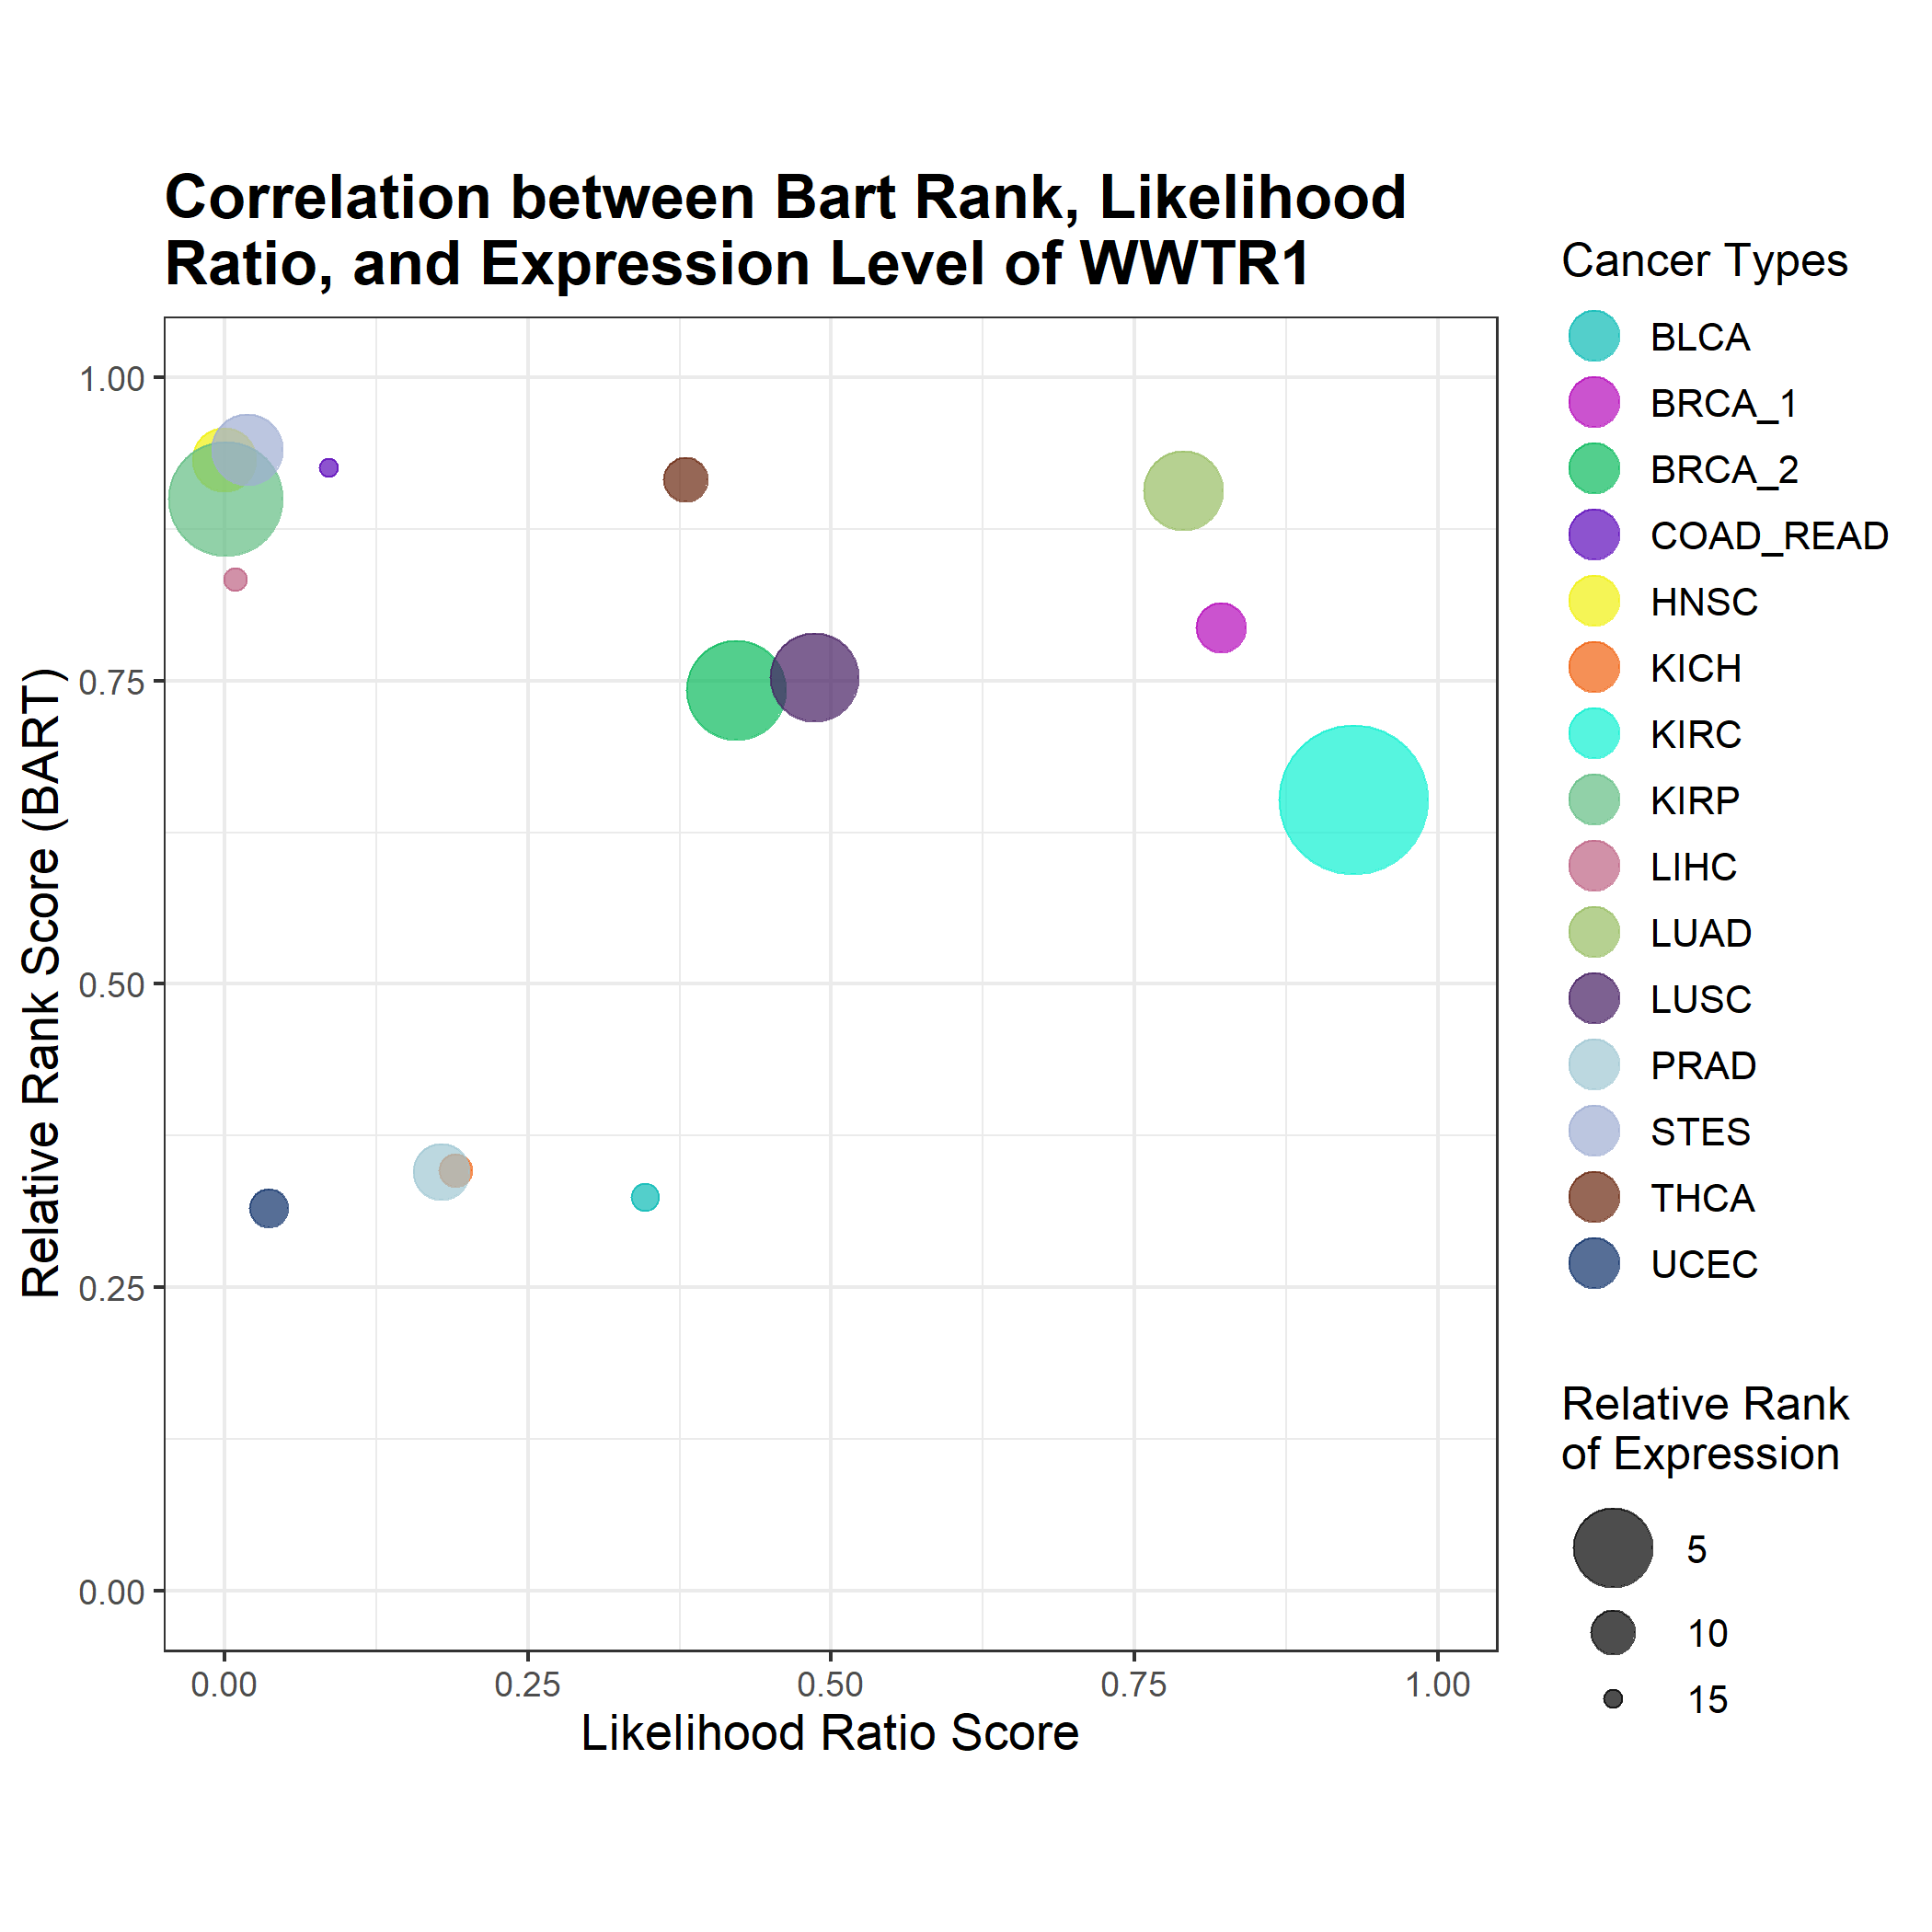 Correlation between Bart Rank, Likelihood
Ratio, and Expression Level of WWTR1
Relative Rank Score (BART)
1.00
0.75
0.50
0.25
0.00
0.00
0.25
0.50
0.75
1.00
Likelihood Ratio Score
Cancer Types
BLCA
BRCA_1
BRCA_2
COAD_READ
HNSC
KICH
KIRC
KIRP
LIHC
LUAD
LUSC
PRAD
STES
THCA
UCEC
Relative Rank
of Expression
5
10
15